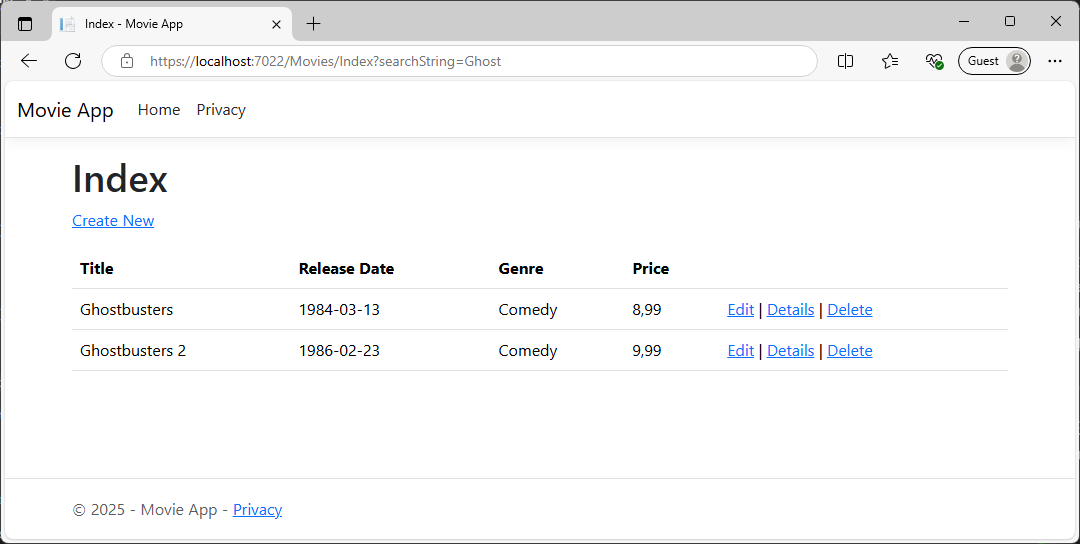 Index - Movie App
https://localhost:7022/Movies/Index?searchString=Ghost
Guest
Movie App Home Privacy
Index
Create New
Title Release Date Genre Price
Ghostbusters 1984-03-13 Comedy 8,99 Edit | Details | Delete
Ghostbusters 2 1986-02-23 Comedy 9,99 Edit | Details | Delete
© 2025 - Movie App - Privacy